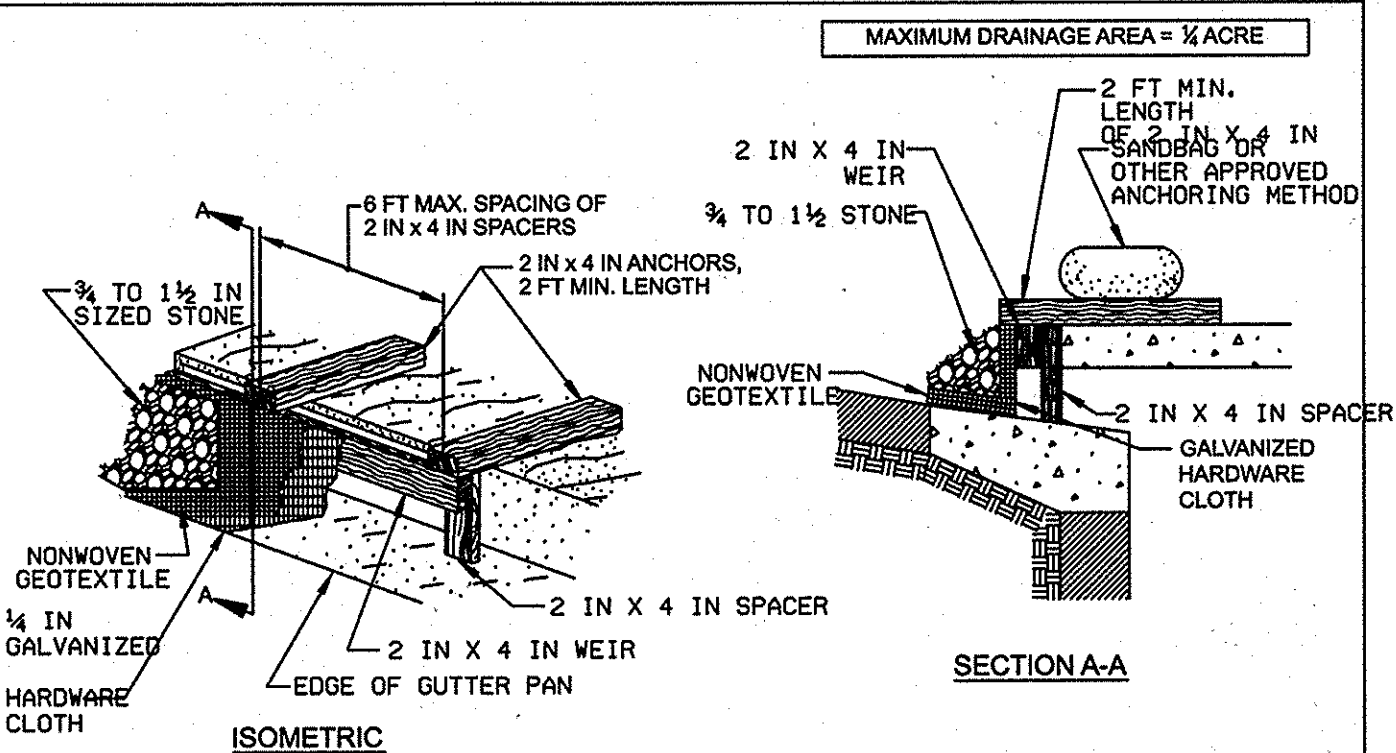 MAXIMUM DRAINAGE AREA = ¼ ACRE
2 FT MIN.
LENGTH
OF 2 IN X 4 IN
SANDBAG OR
OTHER APPROVED
ANCHORING METHOD
2 IN X 4 IN
WEIR
¾ TO 1½ STONE
NONWOVEN
GEOTEXTILE
2 IN X 4 IN SPACER
GALVANIZED
HARDWARE
CLOTH
SECTION A-A
A
6 FT MAX. SPACING OF
2 IN x 4 IN SPACERS
2 IN x 4 IN ANCHORS,
2 FT MIN. LENGTH
¾ TO 1½ IN
SIZED STONE
NONWOVEN
GEOTEXTILE
A
¼ IN
GALVANIZED
HARDWARE
CLOTH
2 IN X 4 IN SPACER
2 IN X 4 IN WEIR
EDGE OF GUTTER PAN
ISOMETRIC